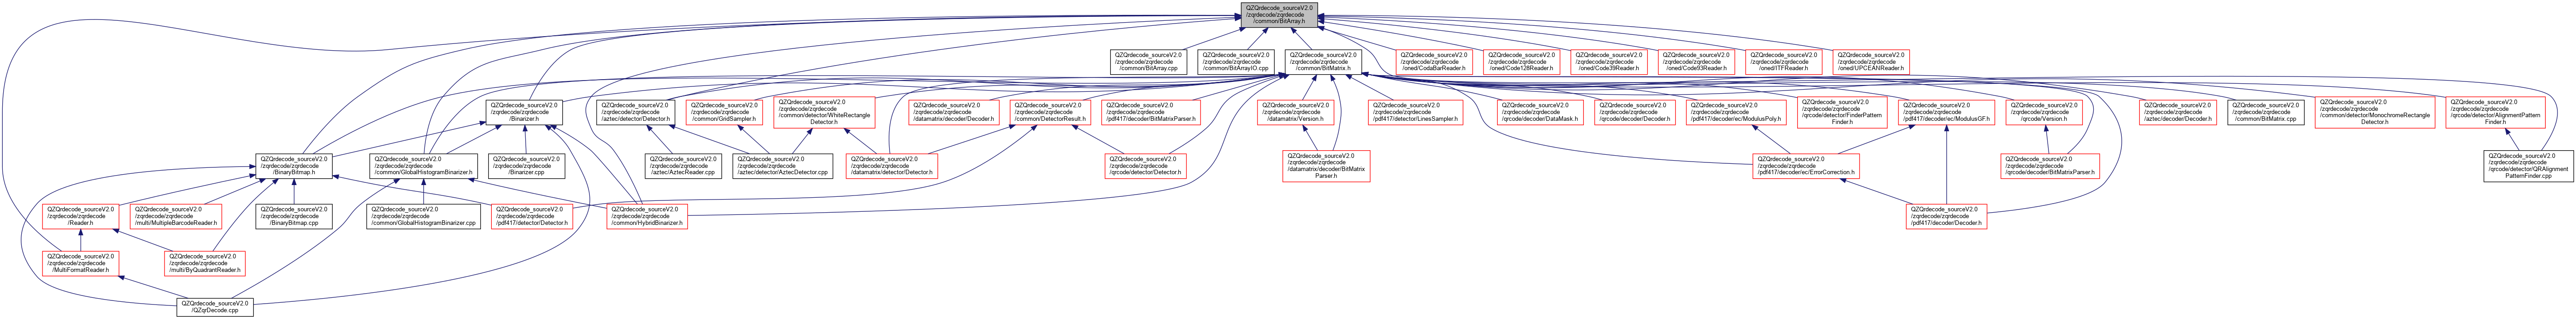 QZQrdecode_sourceV2.0
/zqrdecode/zqrdecode
/common/BitArray.h
QZQrdecode_sourceV2.0
/zqrdecode/zqrdecode
/common/BitArray.cpp
QZQrdecode_sourceV2.0
/zqrdecode/zqrdecode
/common/BitArrayIO.cpp
QZQrdecode_sourceV2.0
/zqrdecode/zqrdecode
/common/BitMatrix.h
QZQrdecode_sourceV2.0
/zqrdecode/zqrdecode
/oned/CodaBarReader.h
QZQrdecode_sourceV2.0
/zqrdecode/zqrdecode
/oned/Code128Reader.h
QZQrdecode_sourceV2.0
/zqrdecode/zqrdecode
/oned/Code39Reader.h
QZQrdecode_sourceV2.0
/zqrdecode/zqrdecode
/oned/Code93Reader.h
QZQrdecode_sourceV2.0
/zqrdecode/zqrdecode
/oned/ITFReader.h
QZQrdecode_sourceV2.0
/zqrdecode/zqrdecode
/oned/UPCEANReader.h
QZQrdecode_sourceV2.0
/zqrdecode/zqrdecode
/Binarizer.h
QZQrdecode_sourceV2.0
/zqrdecode/zqrdecode
/aztec/detector/Detector.h
QZQrdecode_sourceV2.0
/zqrdecode/zqrdecode
/common/GridSampler.h
QZQrdecode_sourceV2.0
/zqrdecode/zqrdecode
/common/detector/WhiteRectangle
Detector.h
QZQrdecode_sourceV2.0
/zqrdecode/zqrdecode
/datamatrix/decoder/Decoder.h
QZQrdecode_sourceV2.0
/zqrdecode/zqrdecode
/common/DetectorResult.h
QZQrdecode_sourceV2.0
/zqrdecode/zqrdecode
/pdf417/decoder/BitMatrixParser.h
QZQrdecode_sourceV2.0
/zqrdecode/zqrdecode
/datamatrix/Version.h
QZQrdecode_sourceV2.0
/zqrdecode/zqrdecode
/pdf417/detector/LinesSampler.h
QZQrdecode_sourceV2.0
/zqrdecode/zqrdecode
/qrcode/decoder/DataMask.h
QZQrdecode_sourceV2.0
/zqrdecode/zqrdecode
/qrcode/decoder/Decoder.h
QZQrdecode_sourceV2.0
/zqrdecode/zqrdecode
/pdf417/decoder/ec/ModulusPoly.h
QZQrdecode_sourceV2.0
/zqrdecode/zqrdecode
/qrcode/detector/FinderPattern
Finder.h
QZQrdecode_sourceV2.0
/zqrdecode/zqrdecode
/pdf417/decoder/ec/ModulusGF.h
QZQrdecode_sourceV2.0
/zqrdecode/zqrdecode
/qrcode/Version.h
QZQrdecode_sourceV2.0
/zqrdecode/zqrdecode
/aztec/decoder/Decoder.h
QZQrdecode_sourceV2.0
/zqrdecode/zqrdecode
/common/BitMatrix.cpp
QZQrdecode_sourceV2.0
/zqrdecode/zqrdecode
/common/detector/MonochromeRectangle
Detector.h
QZQrdecode_sourceV2.0
/zqrdecode/zqrdecode
/qrcode/detector/AlignmentPattern
Finder.h
QZQrdecode_sourceV2.0
/zqrdecode/zqrdecode
/BinaryBitmap.h
QZQrdecode_sourceV2.0
/zqrdecode/zqrdecode
/common/GlobalHistogramBinarizer.h
QZQrdecode_sourceV2.0
/zqrdecode/zqrdecode
/Binarizer.cpp
QZQrdecode_sourceV2.0
/zqrdecode/zqrdecode
/aztec/AztecReader.cpp
QZQrdecode_sourceV2.0
/zqrdecode/zqrdecode
/aztec/detector/AztecDetector.cpp
QZQrdecode_sourceV2.0
/zqrdecode/zqrdecode
/datamatrix/detector/Detector.h
QZQrdecode_sourceV2.0
/zqrdecode/zqrdecode
/qrcode/detector/Detector.h
QZQrdecode_sourceV2.0
/zqrdecode/zqrdecode
/datamatrix/decoder/BitMatrix
Parser.h
QZQrdecode_sourceV2.0
/zqrdecode/zqrdecode
/pdf417/decoder/ec/ErrorCorrection.h
QZQrdecode_sourceV2.0
/zqrdecode/zqrdecode
/qrcode/decoder/BitMatrixParser.h
QZQrdecode_sourceV2.0
/zqrdecode/zqrdecode
/qrcode/detector/QRAlignment
PatternFinder.cpp
QZQrdecode_sourceV2.0
/zqrdecode/zqrdecode
/Reader.h
QZQrdecode_sourceV2.0
/zqrdecode/zqrdecode
/multi/MultipleBarcodeReader.h
QZQrdecode_sourceV2.0
/zqrdecode/zqrdecode
/BinaryBitmap.cpp
QZQrdecode_sourceV2.0
/zqrdecode/zqrdecode
/common/GlobalHistogramBinarizer.cpp
QZQrdecode_sourceV2.0
/zqrdecode/zqrdecode
/pdf417/detector/Detector.h
QZQrdecode_sourceV2.0
/zqrdecode/zqrdecode
/common/HybridBinarizer.h
QZQrdecode_sourceV2.0
/zqrdecode/zqrdecode
/pdf417/decoder/Decoder.h
QZQrdecode_sourceV2.0
/zqrdecode/zqrdecode
/MultiFormatReader.h
QZQrdecode_sourceV2.0
/zqrdecode/zqrdecode
/multi/ByQuadrantReader.h
QZQrdecode_sourceV2.0
/QZqrDecode.cpp